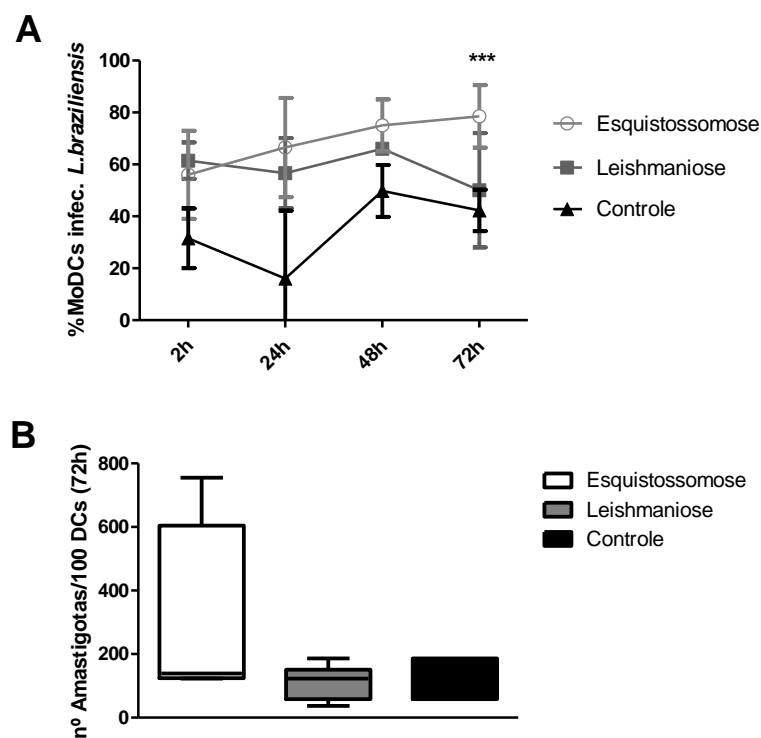 A
%MoDCs infec. L.braziliensis
100
80
60
40
20
0
***
2h
24h
48h
72h
Esquistossomose
Leishmaniose
Controle
B
nº Amastigotas/100 DCs (72h)
800
600
400
200
0
Esquistossomose
Leishmaniose
Controle